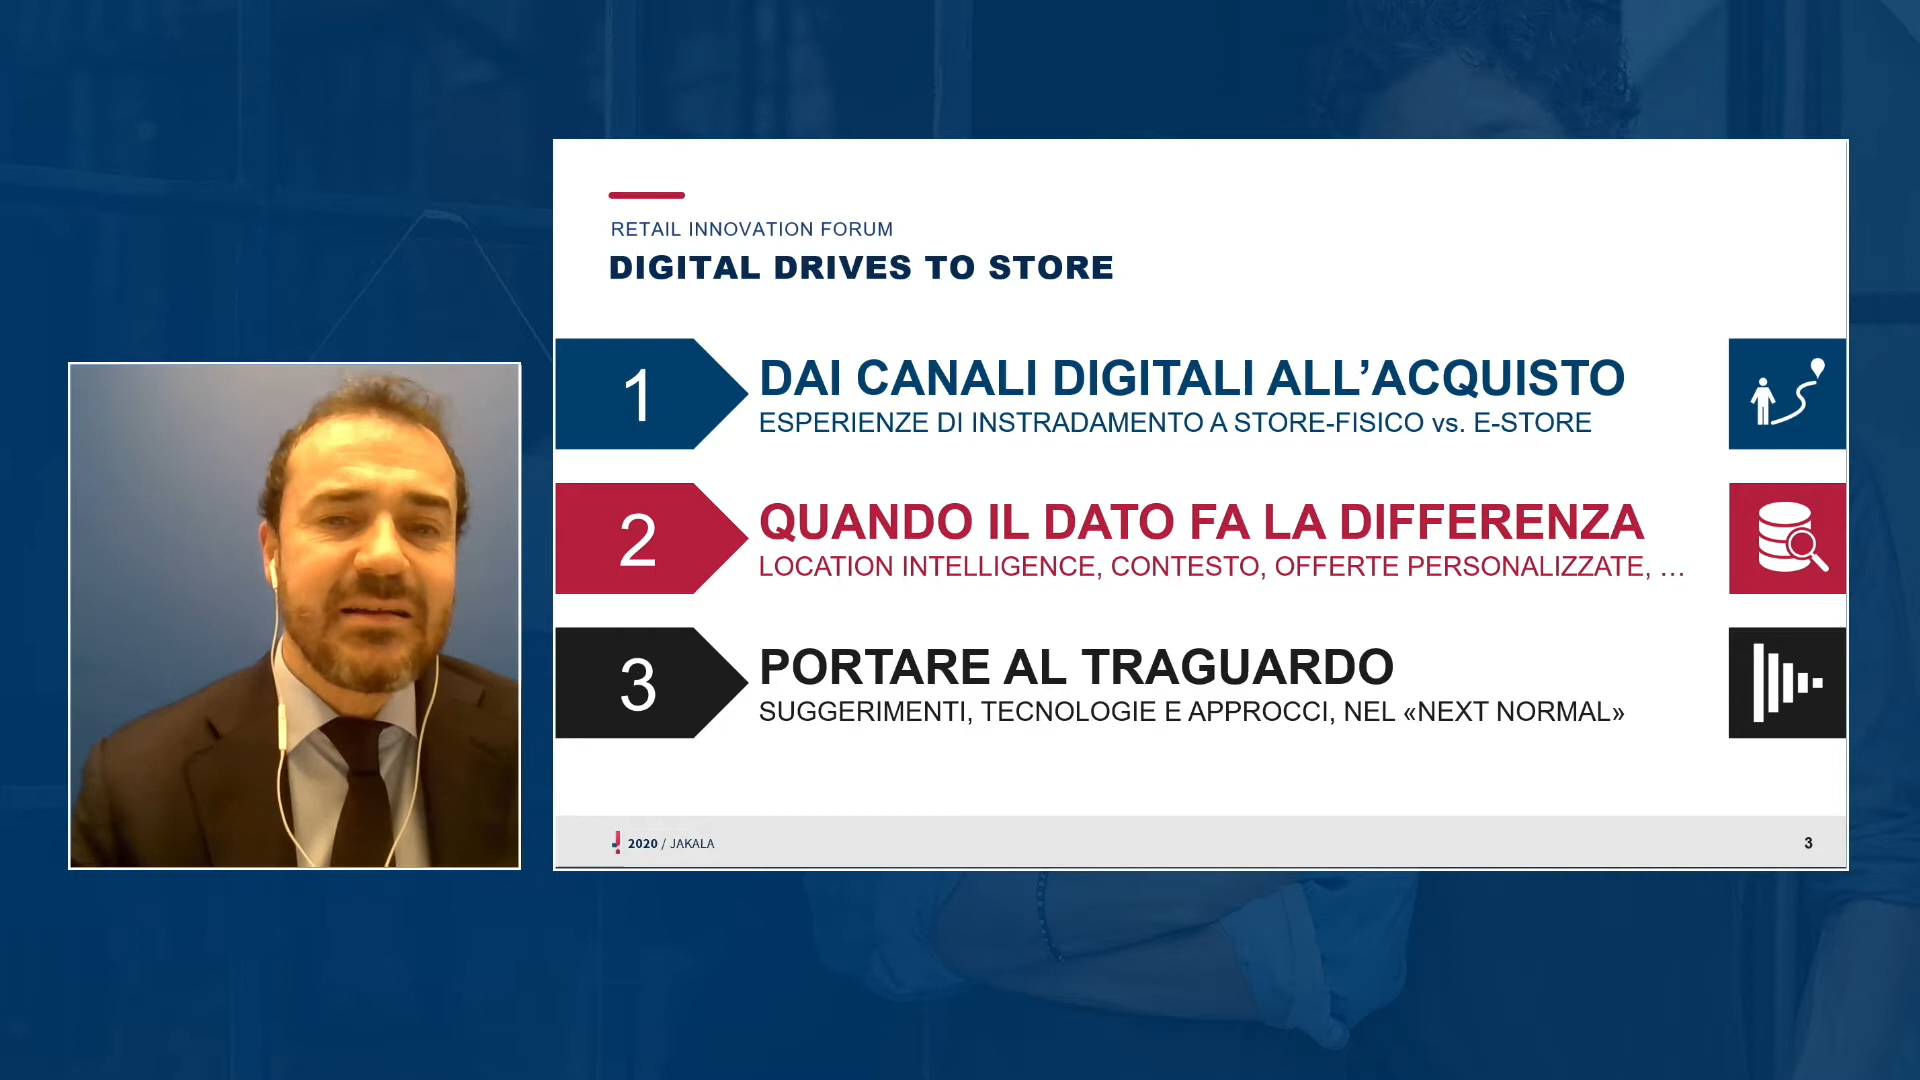 RETAIL INNOVATION FORUM
DIGITAL DRIVES TO STORE
1
DAI CANALI DIGITALI ALL’ACQUISTO
ESPERIENZE DI INSTRADAMENTO A STORE-FISICO vs. E-STORE
2
QUANDO IL DATO FA LA DIFFERENZA
LOCATION INTELLIGENCE, CONTESTO, OFFERTE PERSONALIZZATE, …
3
PORTARE AL TRAGUARDO
SUGGERIMENTI, TECNOLOGIE E APPROCCI, NEL «NEXT NORMAL»
2020 / JAKALA
3